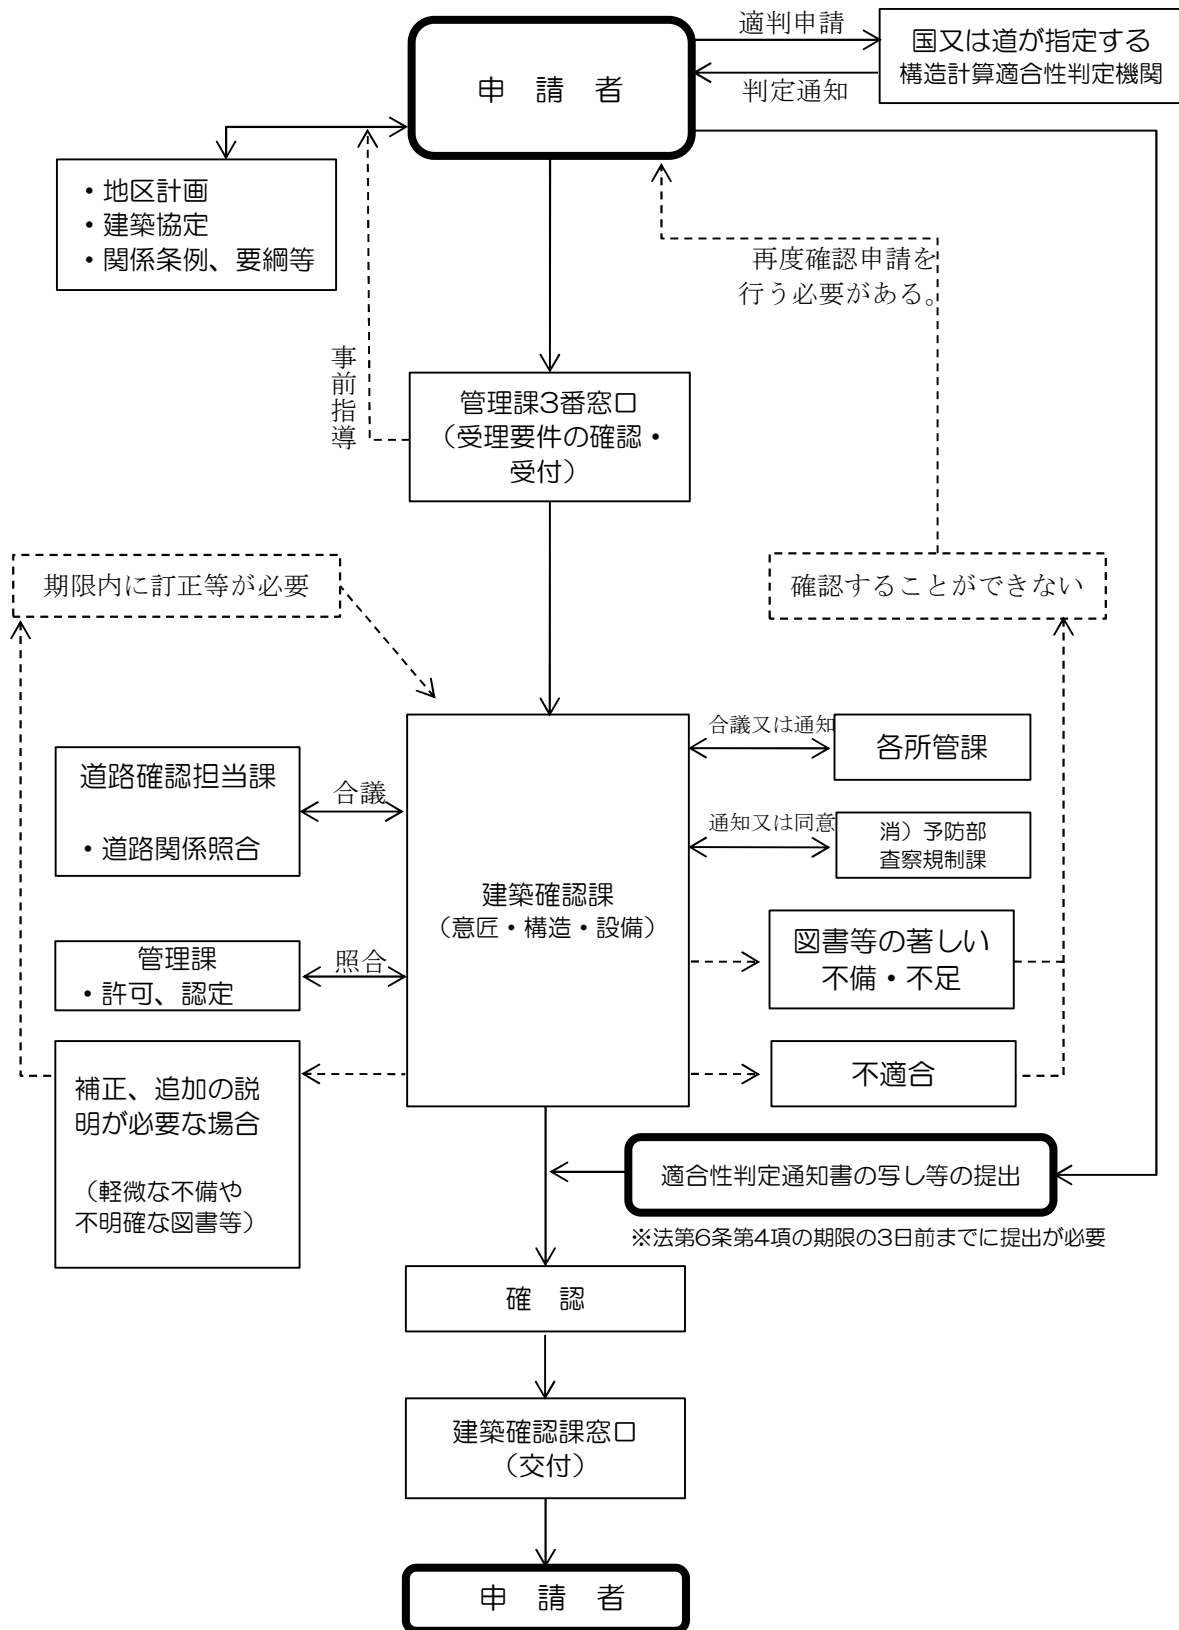 申 請 者
適判申請
判定通知
国又は道が指定する
構造計算適合性判定機関
・地区計画
・建築協定
・関係条例、要綱等
事前指導
再度確認申請を
行う必要がある。
管理課3番窓口
（受理要件の確認・
受付）
期限内に訂正等が必要
確認することができない
道路確認担当課
・道路関係照合
合議
管理課
・許可、認定
照合
建築確認課
（意匠・構造・設備）
合議又は通知
各所管課
通知又は同意
消）予防部
査察規制課
図書等の著しい
不備・不足
不適合
補正、追加の説
明が必要な場合
（軽微な不備や
不明確な図書等）
適合性判定通知書の写し等の提出
※法第6条第4項の期限の3日前までに提出が必要
確 認
建築確認課窓口
（交付）
申 請 者